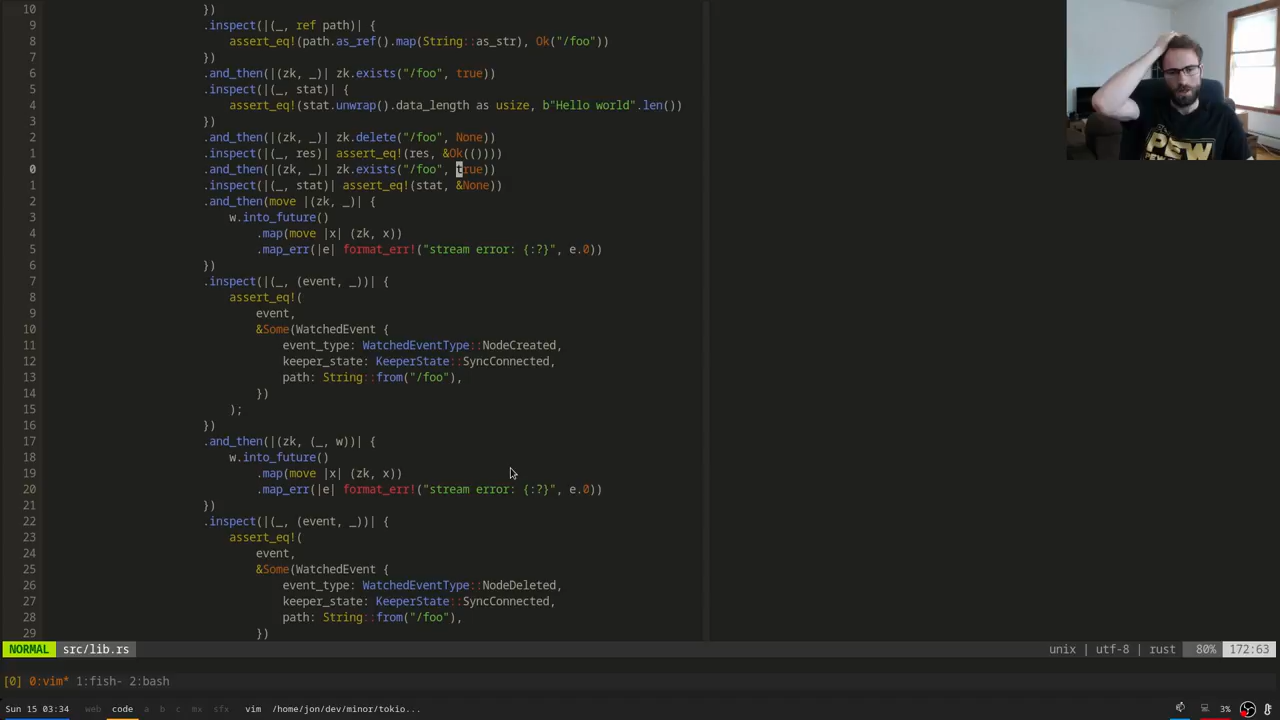 10                         })
9                         .inspect(|(_, ref path)| {
8                             assert_eq!(path.as_ref().map(String::as_str), Ok("/foo"))
7                         })
6                         .and_then(|(zk, _)| zk.exists("/foo", true))
5                         .inspect(|(_, stat)| {
4                             assert_eq!(stat.unwrap().data_length as usize, b"Hello world".len())
3                         })
2                         .and_then(|(zk, _)| zk.delete("/foo", None))
1                         .inspect(|(_, res)| assert_eq!(res, &Ok(())))
0                         .and_then(|(zk, _)| zk.exists("/foo", true))
1                         .inspect(|(_, stat)| assert_eq!(stat, &None))
2                         .and_then(move |(zk, _)| {
3                             w.into_future()
4                                 .map(move |x| (zk, x))
5                                 .map_err(|e| format_err!("stream error: {:?}", e.0))
6                         })
7                         .inspect(|(_, (event, _))| {
8                             assert_eq!(
9                                 event,
10                                 &Some(WatchedEvent {
11                                     event_type: WatchedEventType::NodeCreated,
12                                     keeper_state: KeeperState::SyncConnected,
13                                     path: String::from("/foo"),
14                                 })
15                             );
16                         })
17                         .and_then(|(zk, (_, w))| {
18                             w.into_future()
19                                 .map(move |x| (zk, x))
20                                 .map_err(|e| format_err!("stream error: {:?}", e.0))
21                         })
22                         .inspect(|(_, (event, _))| {
23                             assert_eq!(
24                                 event,
25                                 &Some(WatchedEvent {
26                                     event_type: WatchedEventType::NodeDeleted,
27                                     keeper_state: KeeperState::SyncConnected,
28                                     path: String::from("/foo"),
29                                 })
NORMAL src/lib.rs unix | utf-8 | rust 80% 172:63
[0] 0:vim* 1:fish- 2:bash
Sun 15 03:34 web code a b c mx sfx vim /home/jon/dev/minor/tokio... 3%
PEW
PEW